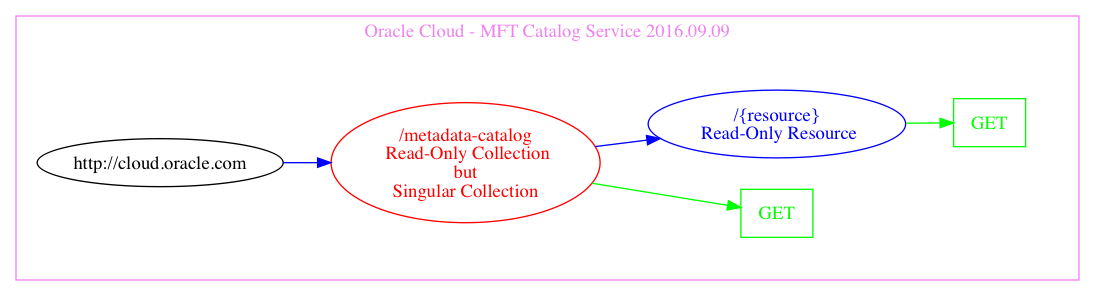 Oracle Cloud - MFT Catalog Service 2016.09.09
http://cloud.oracle.com
/metadata-catalog
Read-Only Collection
but
Singular Collection
/{resource}
Read-Only Resource
GET
GET